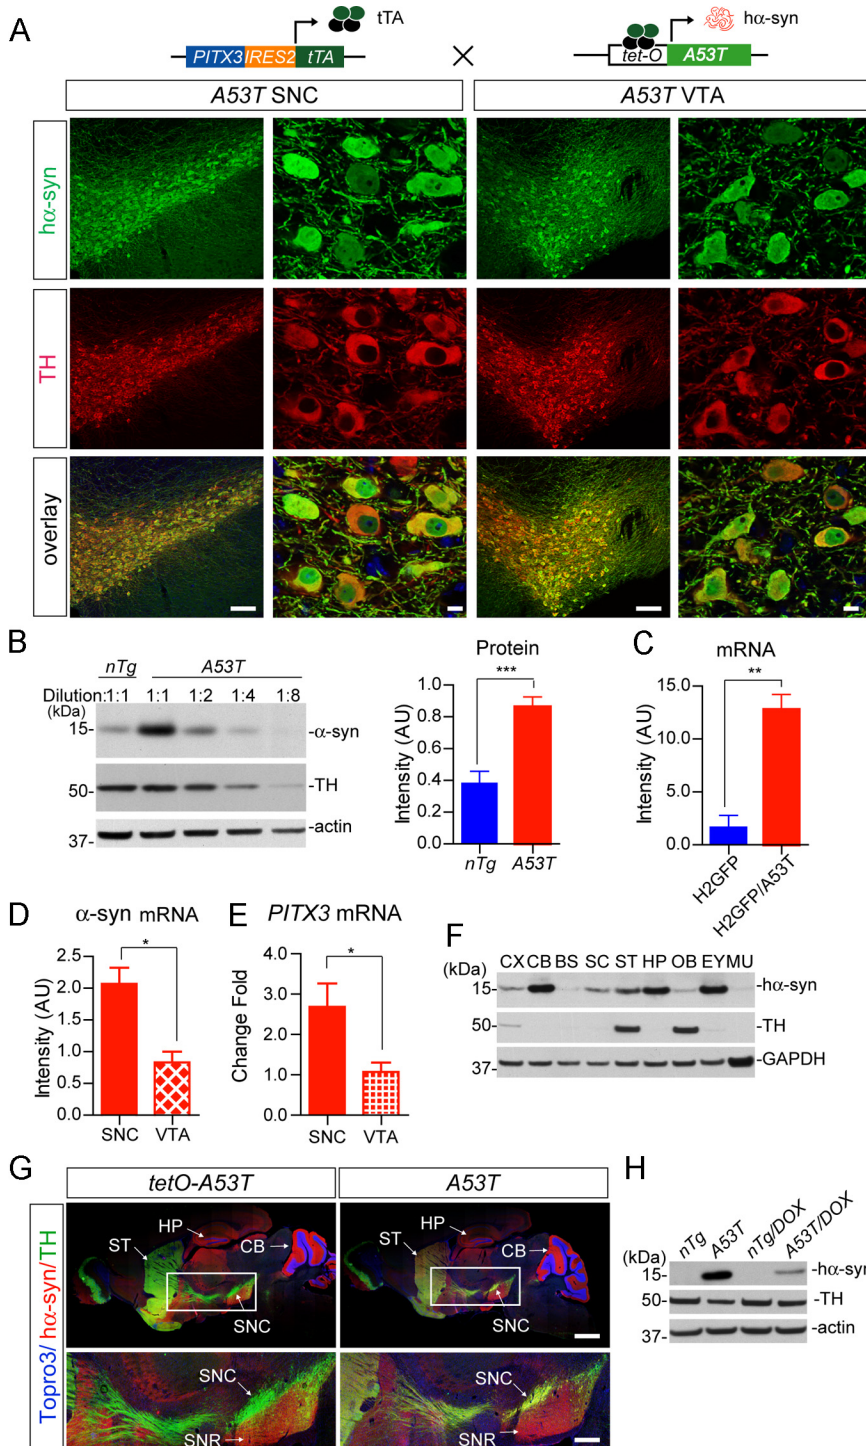 A
tTA
hα-syn
PITX3 IRES2 tTA
×
tet-O A53T
A53T SNC
A53T VTA
hα-syn
TH
overlay
B
nTg A53T
Dilution:1:1 1:1 1:2 1:4 1:8
(kDa)
15-
-α-syn
50-
-TH
37-
-actin
Protein
***
Intensity (AU)
1.0
0.8
0.6
0.4
0.2
0.0
nTg
A53T
C
mRNA
**
Intensity (AU)
15.0
10.0
5.0
0.0
H2GFP
H2GFP/A53T
D
α-syn mRNA
*
Intensity (AU)
2.5
2.0
1.5
1.0
0.5
0.0
SNC
VTA
E
PITX3 mRNA
*
Change Fold
4.0
3.0
2.0
1.0
0.0
SNC
VTA
F
CX CB BS SC ST HP OB EY MU
(kDa)
15-
-hα-syn
50-
-TH
37-
-GAPDH
G
tetO-A53T
A53T
Topro3/hα-syn/TH
HP
ST
CB
SNC
HP
ST
CB
SNC
SNC
SNR
SNC
SNR
H
nTg
A53T
nTg/DOX
A53T/DOX
(kDa)
15-
-hα-syn
50-
-TH
37-
-actin